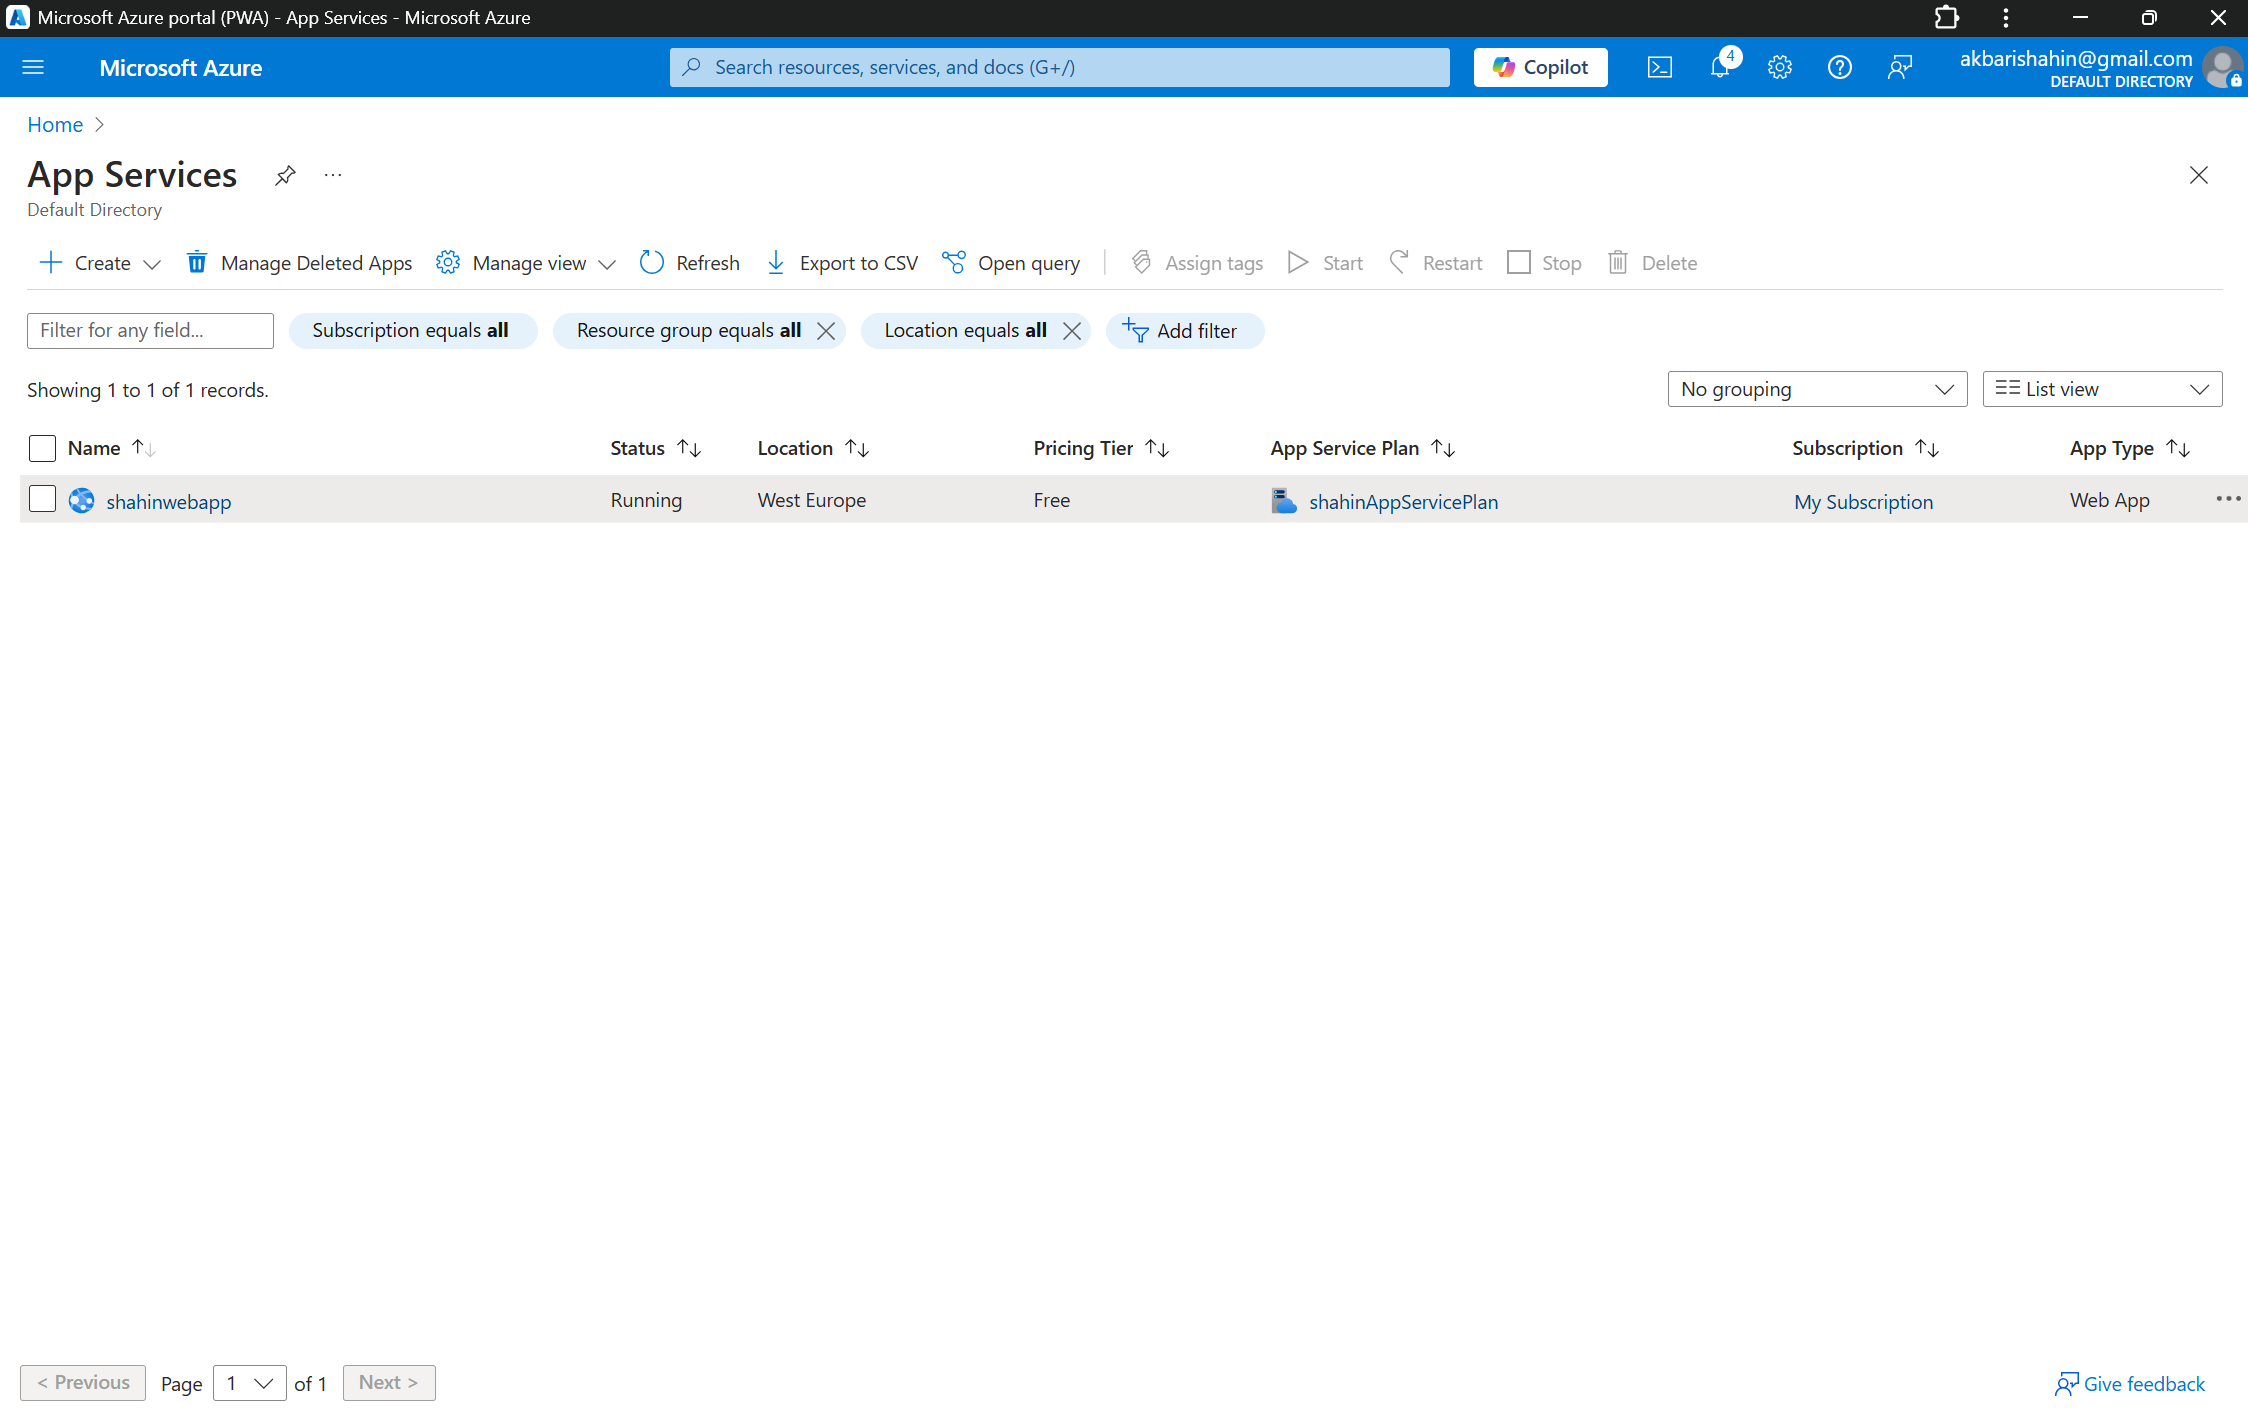 Microsoft Azure portal (PWA) - App Services - Microsoft Azure
Microsoft Azure
Search resources, services, and docs (G+/)
Copilot
4
akbarishahin@gmail.com
DEFAULT DIRECTORY
Home
App Services
Default Directory
Create
Manage Deleted Apps
Manage view
Refresh
Export to CSV
Open query
Assign tags
Start
Restart
Stop
Delete
Filter for any field...
Subscription equals all
Resource group equals all
Location equals all
Add filter
Showing 1 to 1 of 1 records.
No grouping
List view
Name Status Location Pricing Tier App Service Plan Subscription App Type
shahinwebapp Running West Europe Free shahinAppServicePlan My Subscription Web App
< Previous Page 1 of 1 Next >
Give feedback